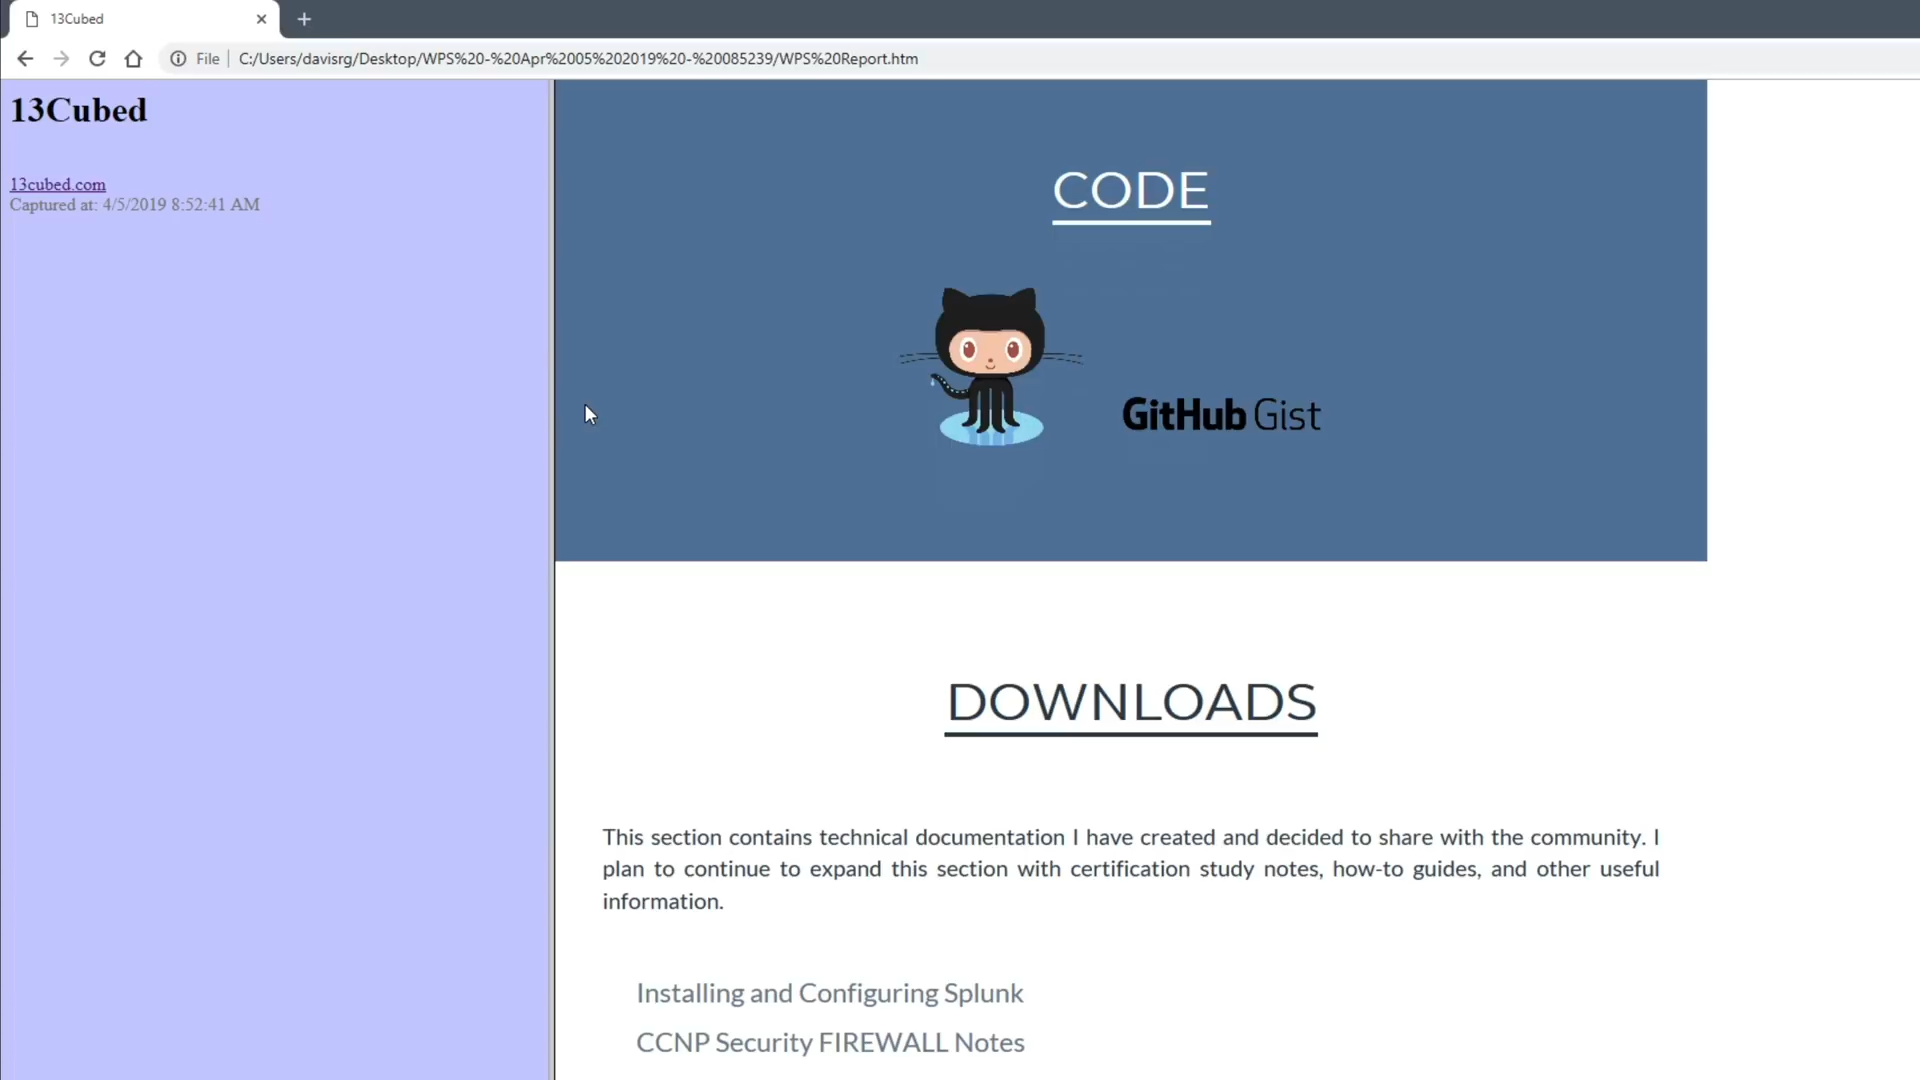 13Cubed
File
C:/Users/davisrg/Desktop/WPS%20-%20Apr%2005%202019%20-%20085239/WPS%20Report.htm
13Cubed
13cubed.com
Captured at: 4/5/2019 8:52:41 AM
CODE
GitHub Gist
DOWNLOADS
This section contains technical documentation I have created and decided to share with the community. I
plan to continue to expand this section with certification study notes, how-to guides, and other useful
information.
Installing and Configuring Splunk
CCNP Security FIREWALL Notes